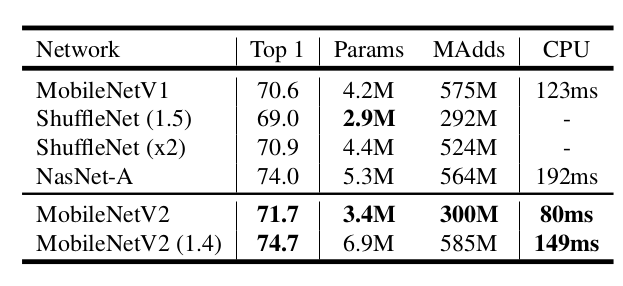 Network Top 1 Params MAdds CPU
MobileNetV1 70.6 4.2M 575M 123ms
ShuffleNet (1.5) 69.0 2.9M 292M -
ShuffleNet (x2) 70.9 4.4M 524M -
NasNet-A 74.0 5.3M 564M 192ms
MobileNetV2 71.7 3.4M 300M 80ms
MobileNetV2 (1.4) 74.7 6.9M 585M 149ms